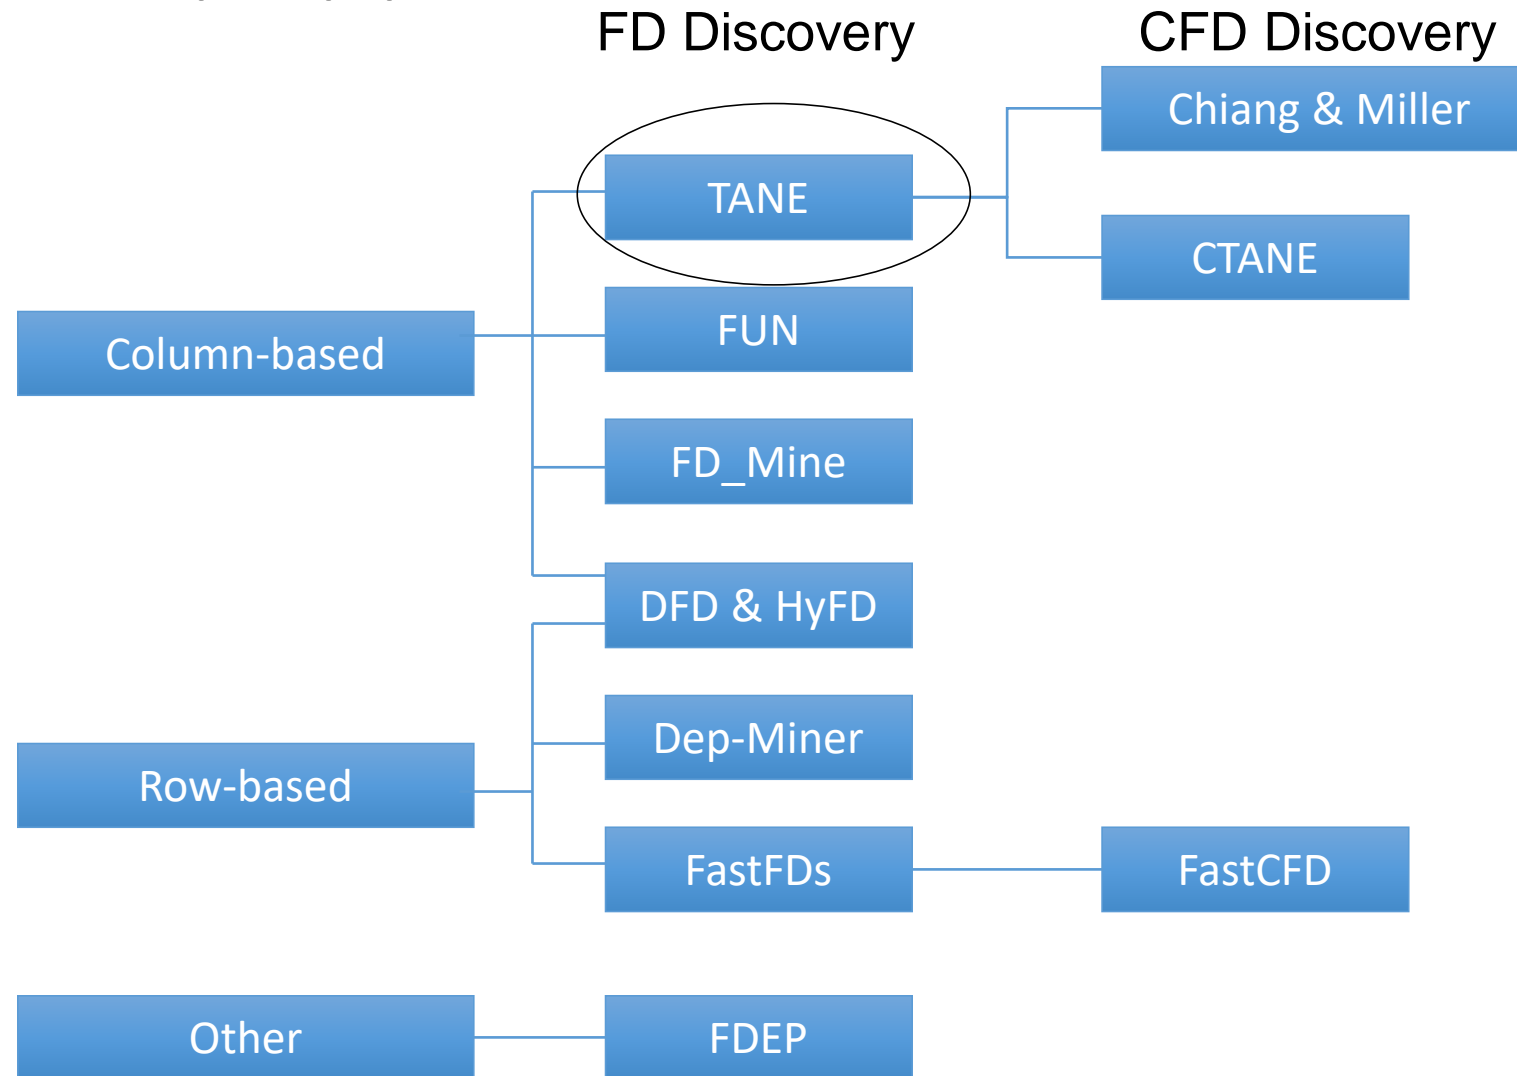 FD Discovery
CFD Discovery
Chiang & Miller
TANE
CTANE
FUN
Column-based
FD_Mine
DFD & HyFD
Dep-Miner
Row-based
FastFDs
FastCFD
Other
FDEP